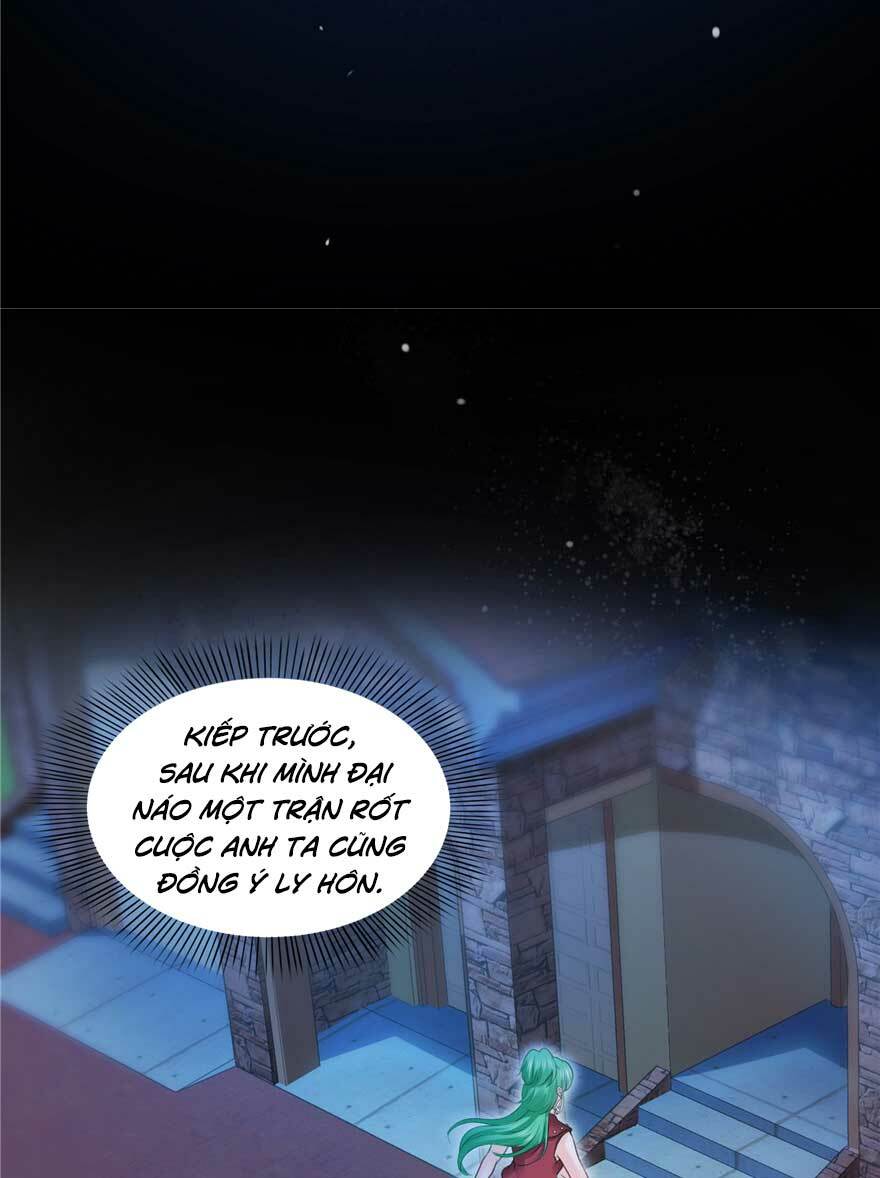 KIẾP TRƯỚC,
SAU KHI MÌNH ĐẠI
NÁO MỘT TRẬN RỐT
CUỘC ANH TA CŨNG
ĐỒNG Ý LY HÔN.